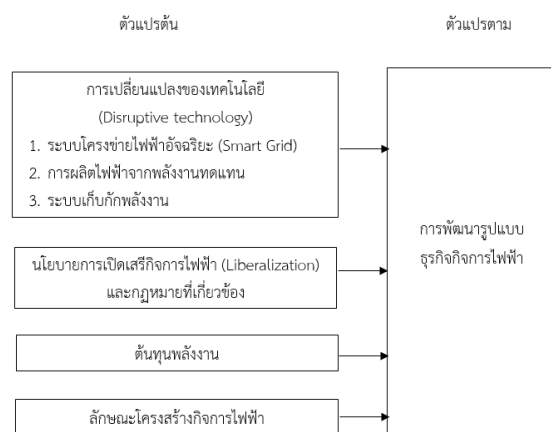 ตัวแปรต้น
ตัวแปรตาม
การเปลี่ยนแปลงของเทคโนโลยี
(Disruptive technology)
1. ระบบโครงข่ายไฟฟ้าอัจฉริยะ (Smart Grid)
2. การผลิตไฟฟ้าจากพลังงานทดแทน
3. ระบบเก็บกักพลังงาน
นโยบายการเปิดเสรีกิจการไฟฟ้า (Liberalization)
และกฎหมายที่เกี่ยวข้อง
ต้นทุนพลังงาน
ลักษณะโครงสร้างกิจการไฟฟ้า
การพัฒนารูปแบบ
ธุรกิจกิจการไฟฟ้า